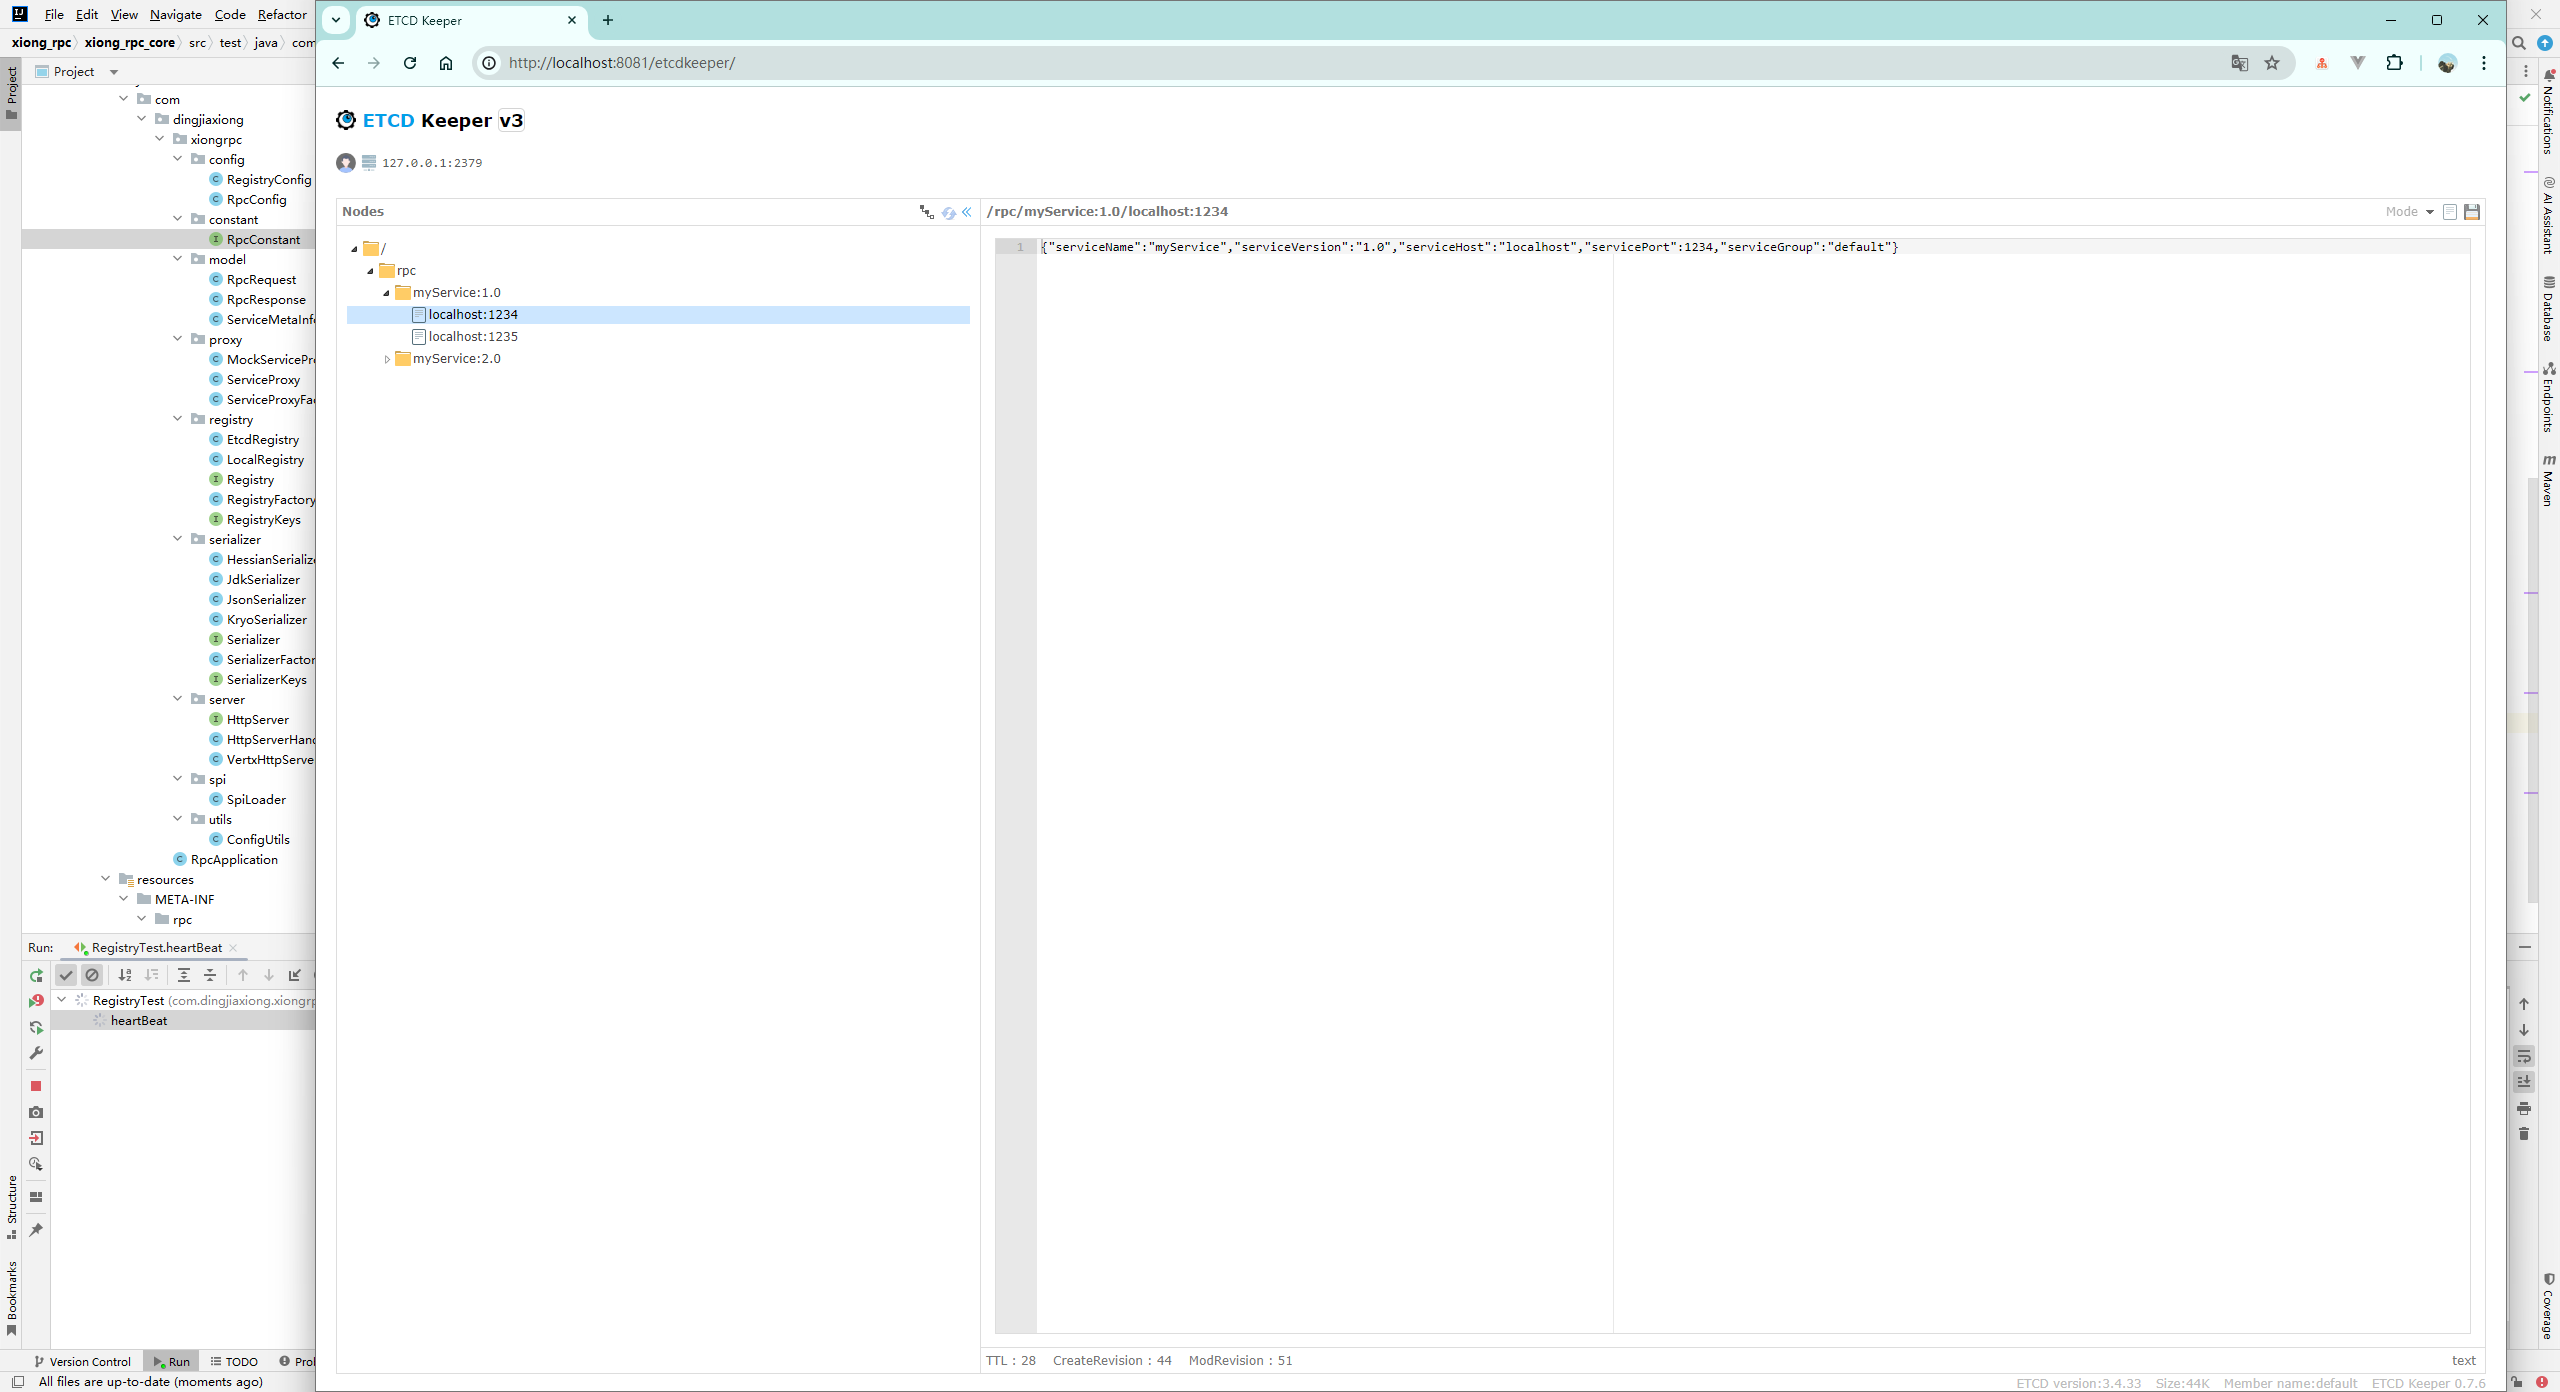 File Edit View Navigate Code Refactor
xiong_rpc xiong_rpc_core src test java com
Project
Project
com
dingjiaxiong
xiongrpc
config
RegistryConfig
RpcConfig
constant
RpcConstant
model
RpcRequest
RpcResponse
ServiceMetaInfo
proxy
MockServicePr
ServiceProxy
ServiceProxyFac
registry
EtcdRegistry
LocalRegistry
Registry
RegistryFactory
RegistryKeys
serializer
HessianSerialize
JdkSerializer
JsonSerializer
KryoSerializer
Serializer
SerializerFactor
SerializerKeys
server
HttpServer
HttpServerHand
VertxHttpServe
spi
SpiLoader
utils
ConfigUtils
RpcApplication
resources
META-INF
rpc
Run: RegistryTest.heartBeat
RegistryTest (com.dingjiaxiong.xiongrp
heartBeat
Structure
Bookmarks
Version Control Run TODO Prol
All files are up-to-date (moments ago)
ETCD Keeper
http://localhost:8081/etcdkeeper/
ETCD Keeper v3
127.0.0.1:2379
Nodes
/
rpc
myService:1.0
localhost:1234
localhost:1235
myService:2.0
/rpc/myService:1.0/localhost:1234
Mode
1 {"serviceName":"myService","serviceVersion":"1.0","serviceHost":"localhost","servicePort":1234,"serviceGroup":"default"}
TTL : 28 CreateRevision : 44 ModRevision : 51
text
ETCD version:3.4.33 Size:44K Member name:default ETCD Keeper 0.7.6
Notifications
AI Assistant
Database
Endpoints
m Maven
Coverage